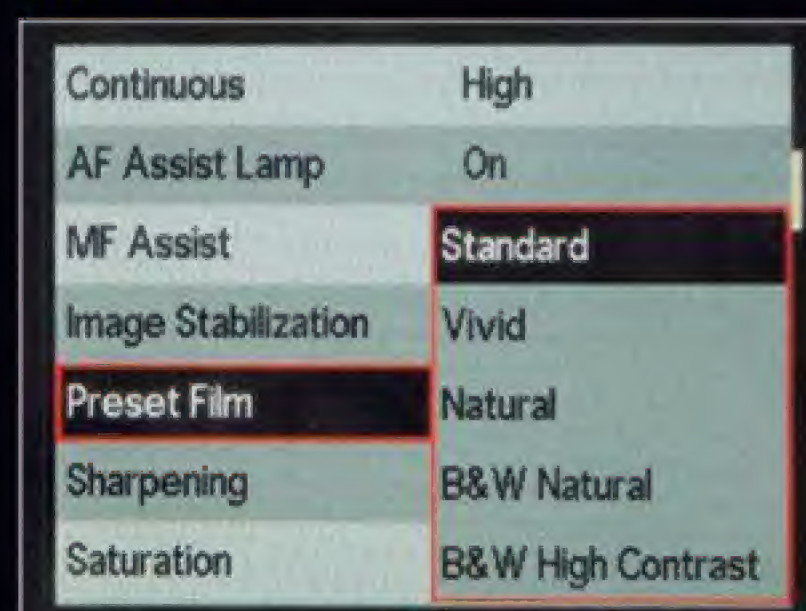 Continuous High
AF Assist Lamp On
MF Assist Standard
Image Stabilization Vivid
Preset Film Natural
Sharpening B&W Natural
Saturation B&W High Contrast